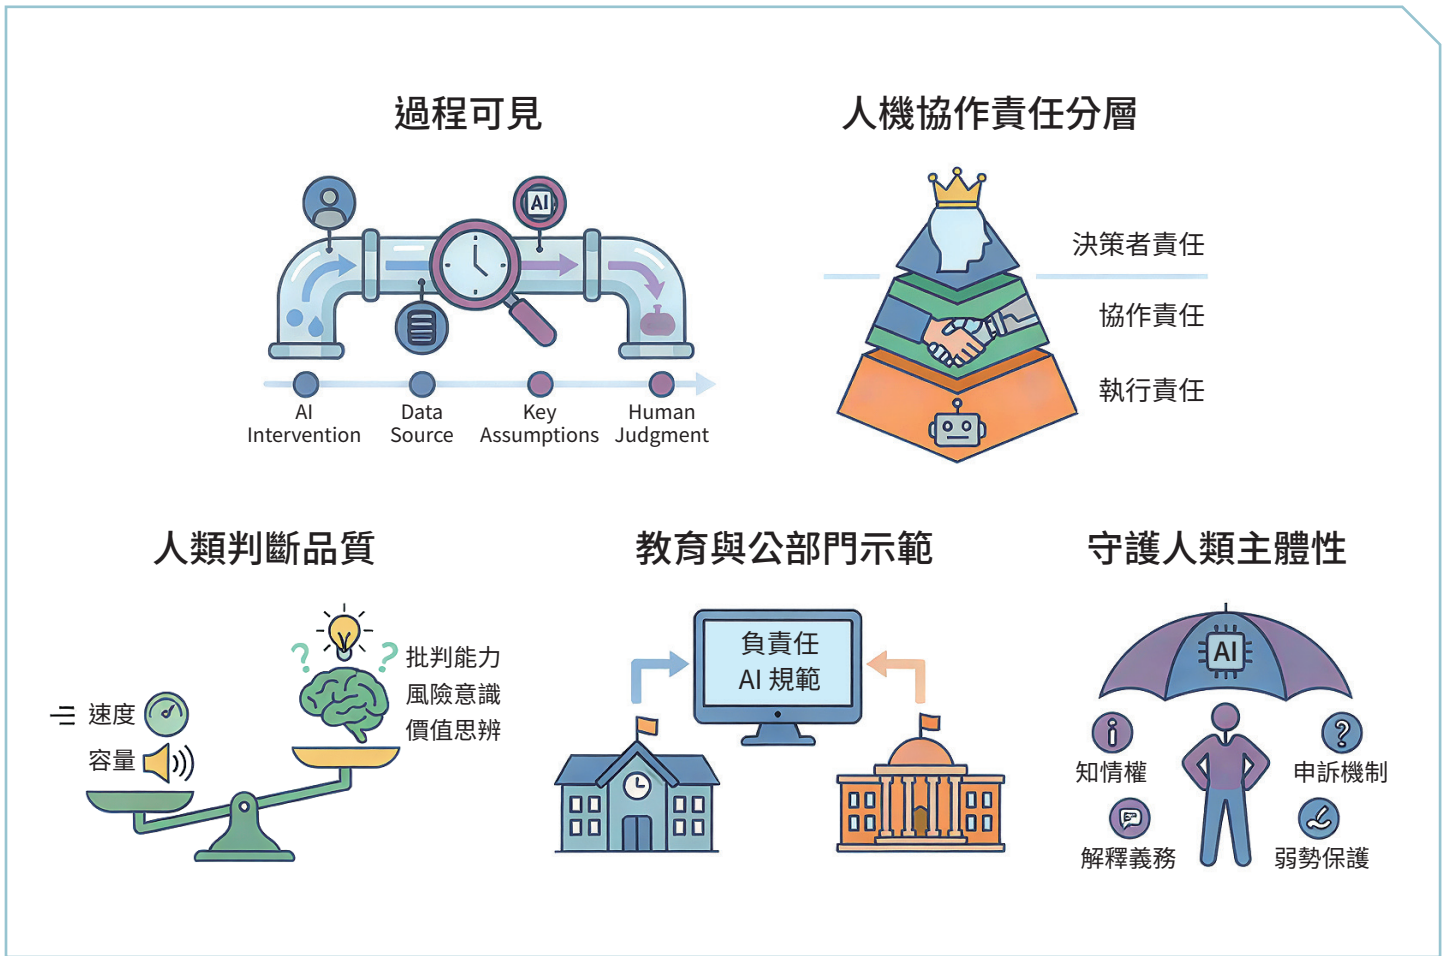 過程可見
AI
AI
Intervention
Data
Source
Key
Assumptions
Human
Judgment
人機協作責任分層
決策者責任
協作責任
執行責任
人類判斷品質
速度
容量
批判能力
風險意識
價值思辨
教育與公部門示範
負責任
AI 規範
守護人類主體性
AI
知情權
申訴機制
解釋義務
弱勢保護